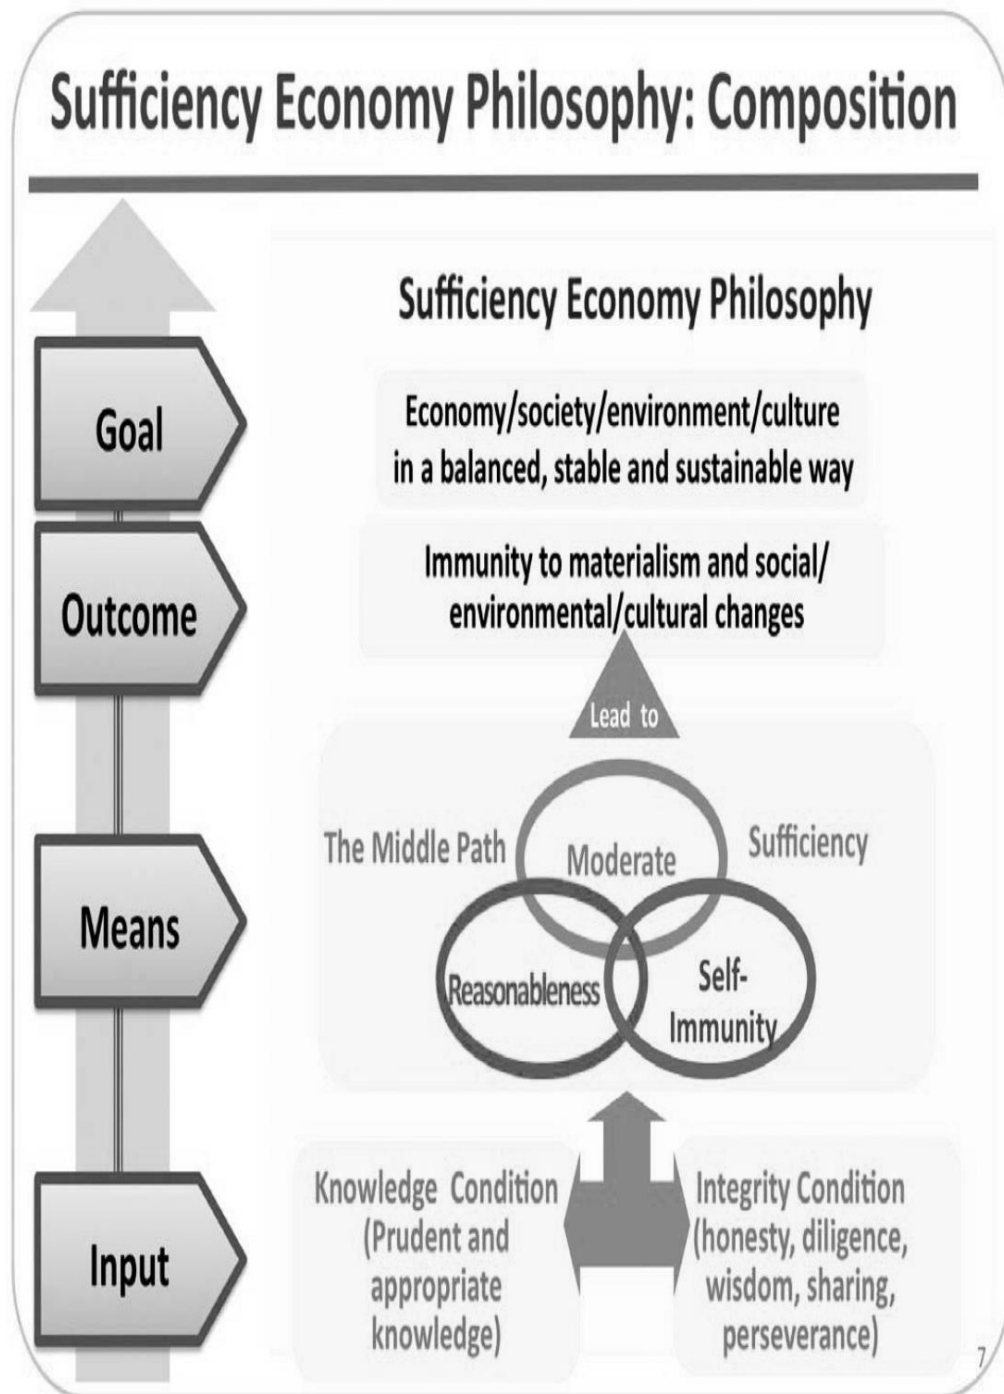 Sufficiency Economy Philosophy: Composition
Sufficiency Economy Philosophy
Goal
Economy/society/environment/culture
in a balanced, stable and sustainable way
Outcome
Immunity to materialism and social/
environmental/cultural changes
Lead to
Means
The Middle Path
Moderate
Sufficiency
Reasonableness
Self-
Immunity
Input
Knowledge Condition
(Prudent and
appropriate
knowledge)
Integrity Condition
(honesty, diligence,
wisdom, sharing,
perseverance)
7